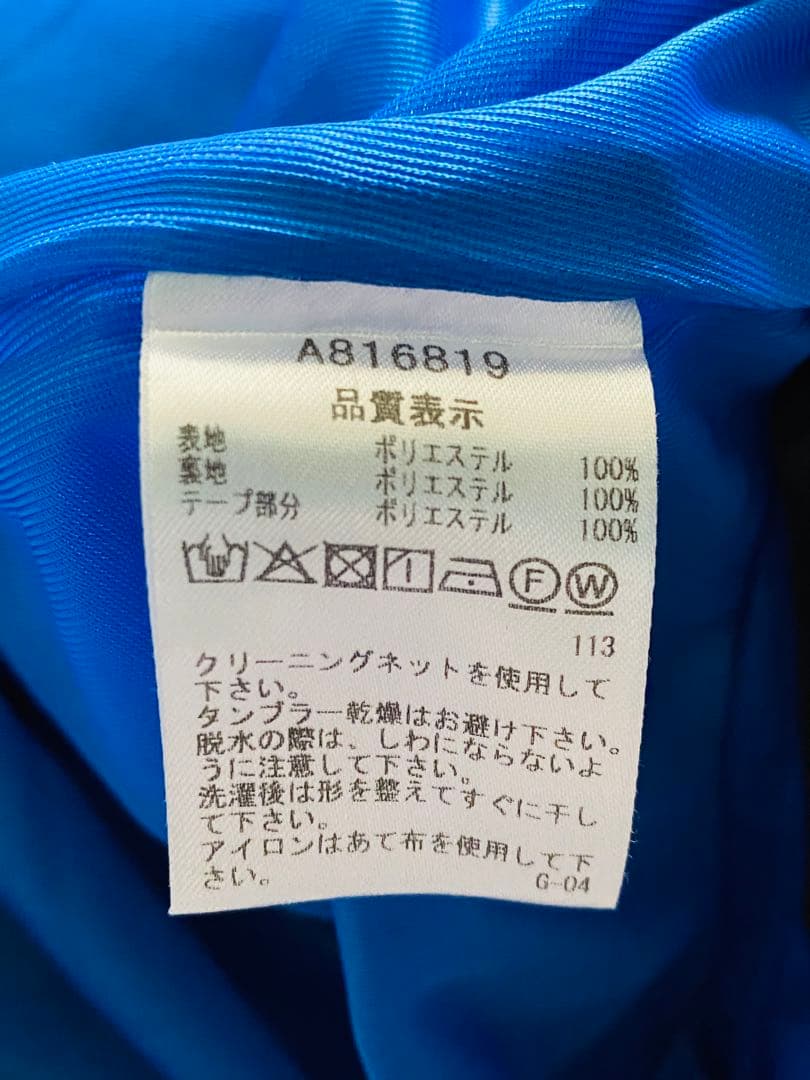 A816819
品質表示
表地 ポリエステル 100%
裏地 ポリエステル 100%
テープ部分 ポリエステル 100%
F W
113
クリーニングネットを使用して
下さい。
タンブラー乾燥はお避け下さい。
脱水の際は、しわにならないよ
うに注意して下さい。
洗濯後は形を整えてすぐに干し
て下さい。
アイロンはあて布を使用して下
さい。
G-04